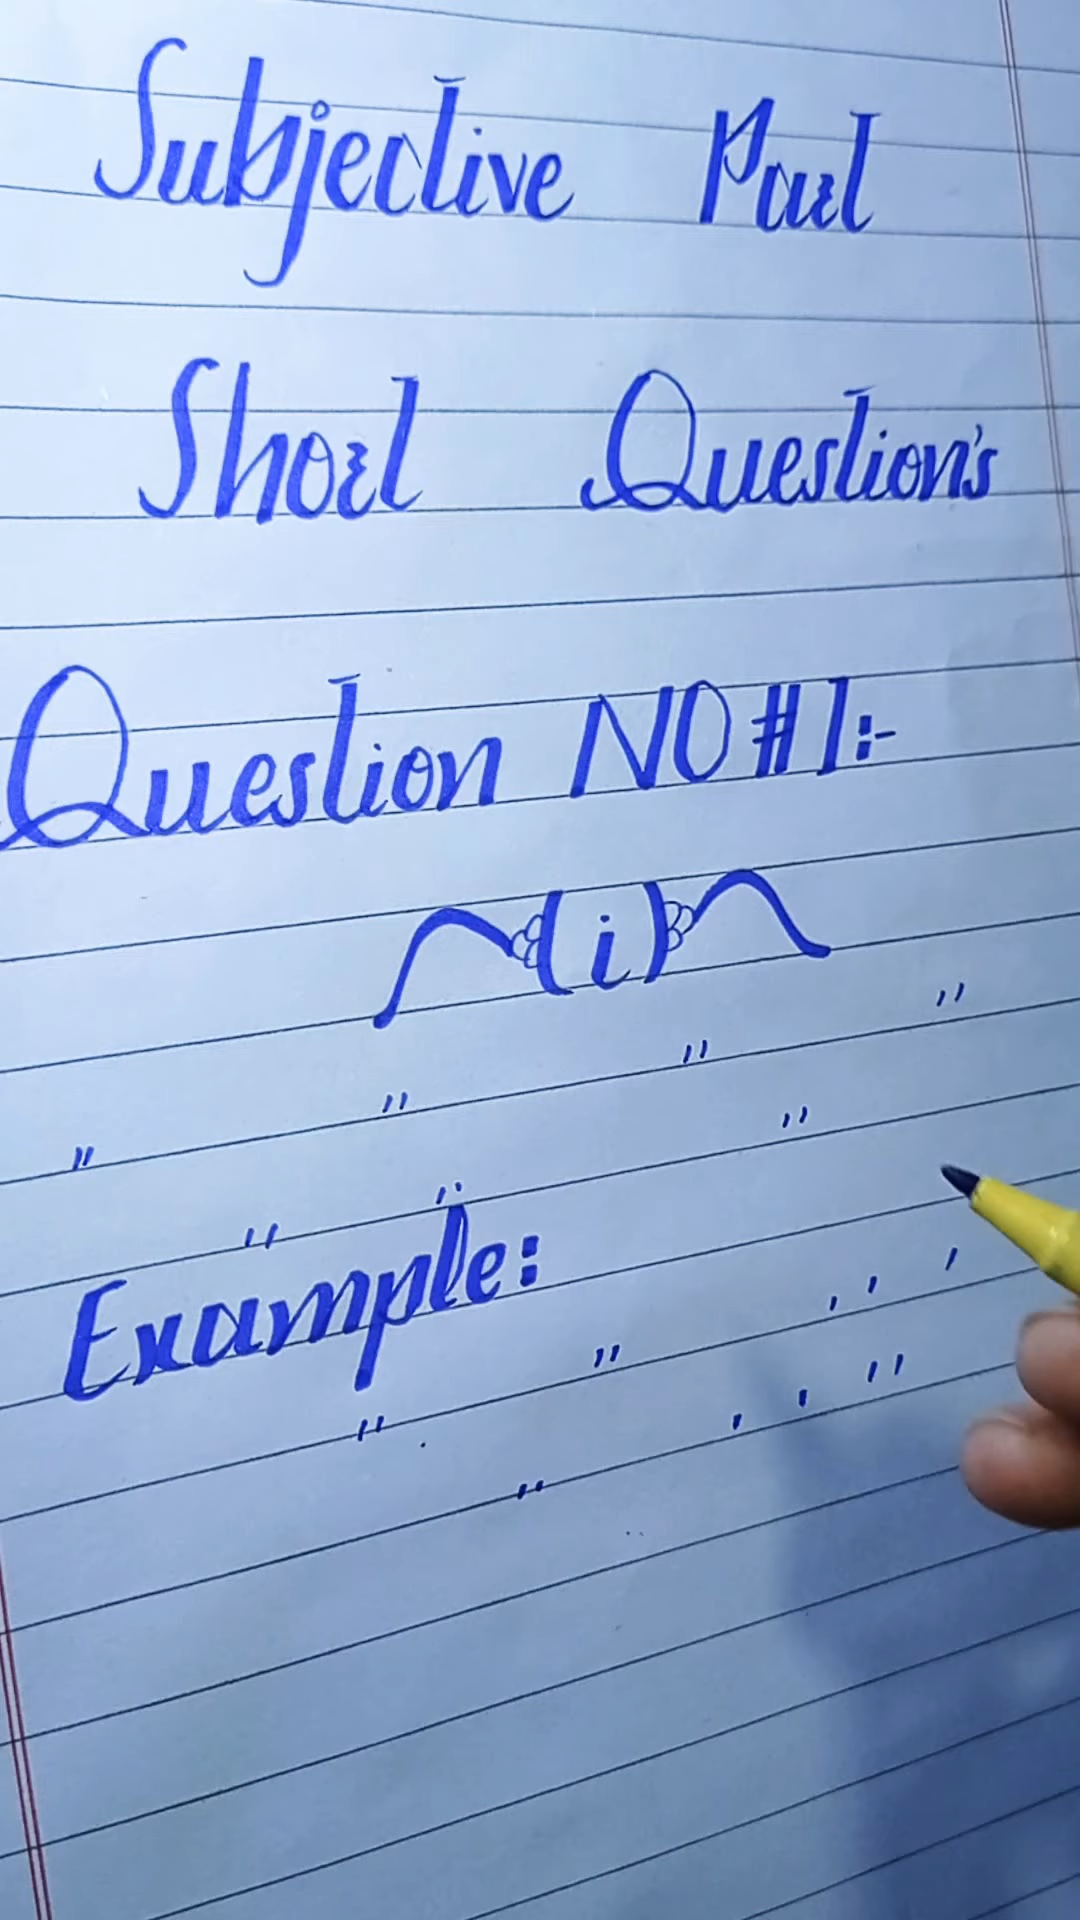 Subjective Part
Short Question's
Question NO #1:-
(i)
" " " "
" " "
Example:
" " , , ,
" , , "